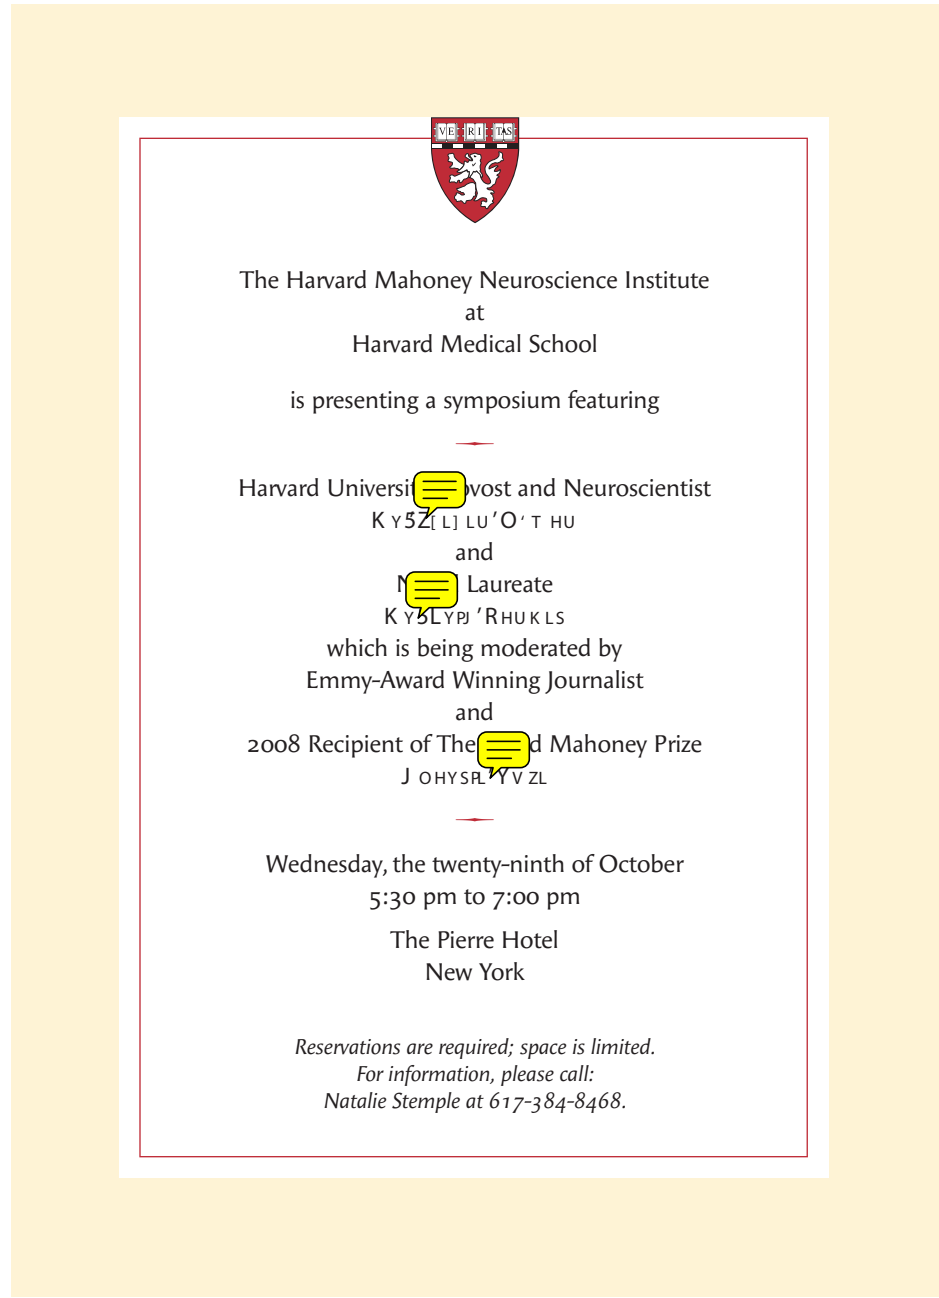 VE RI TAS
The Harvard Mahoney Neuroscience Institute
at
Harvard Medical School
is presenting a symposium featuring
Harvard and Neuroscientist
and
Laureate
which is being moderated by
Emmy-Award Winning Journalist
and
2008 Recipient of The Mahoney Prize
Wednesday, the twenty-ninth of October
5:30 pm to 7:00 pm
The Pierre Hotel
New York
Reservations are required; space is limited.
For information, please call:
Natalie Stemple at 617-384-8468.